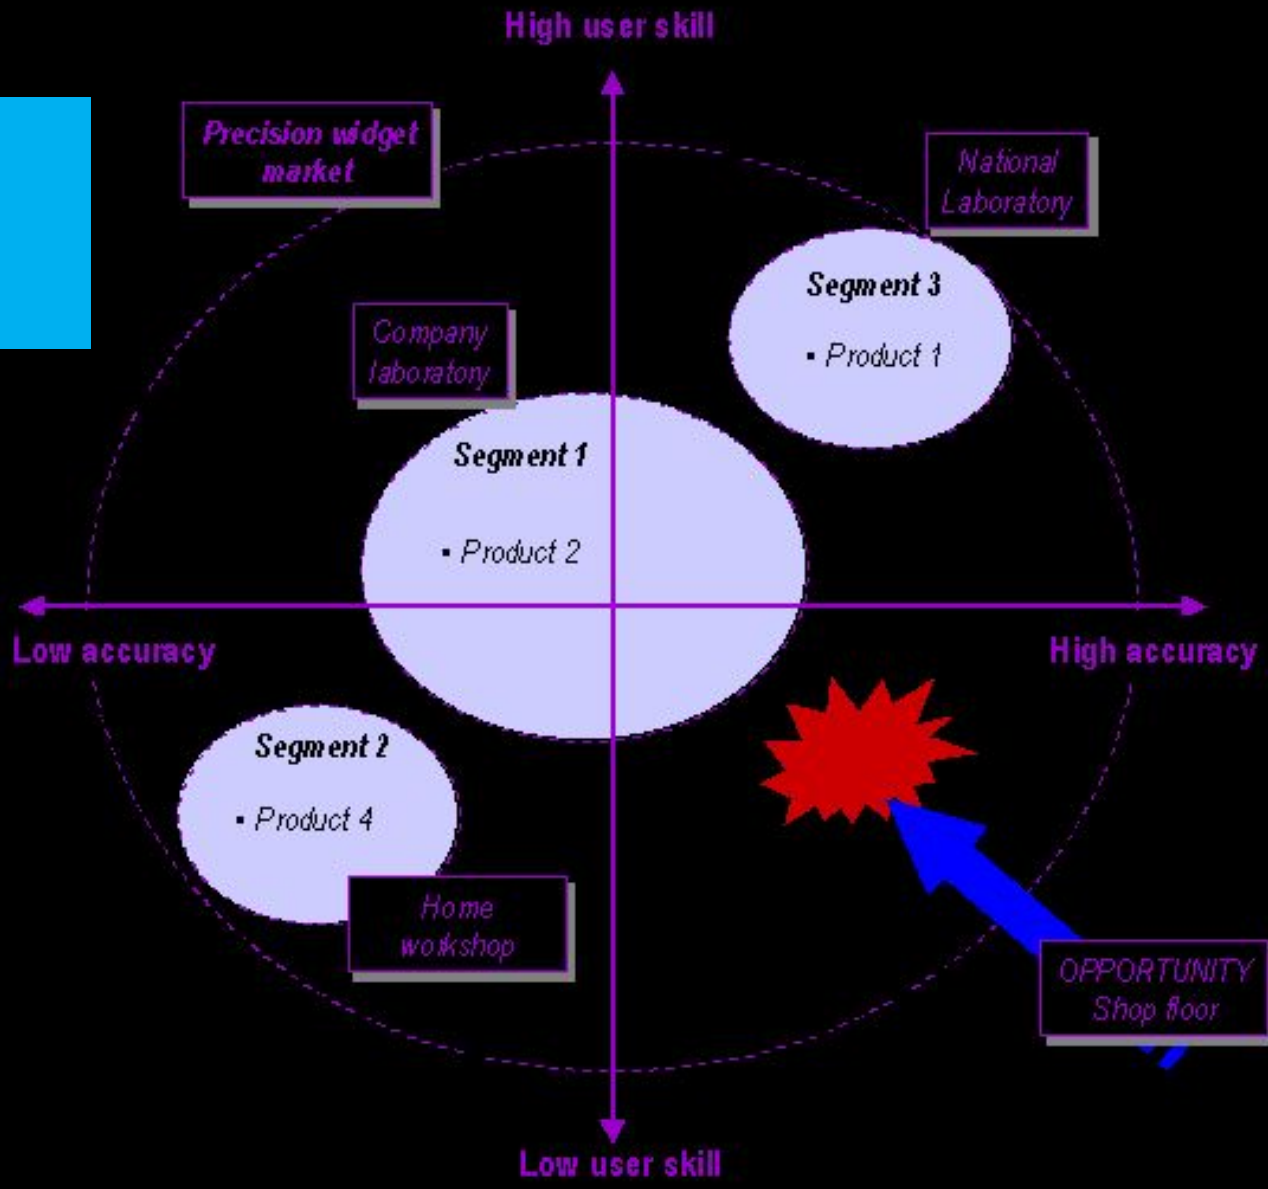 High user skill
Precision widget
market
National
Laboratory
Segment 3
▪ Product 1
Company
laboratory
Segment 1
▪ Product 2
Low accuracy
High accuracy
Segment 2
▪ Product 4
Home
workshop
OPPORTUNITY
Shop floor
Low user skill